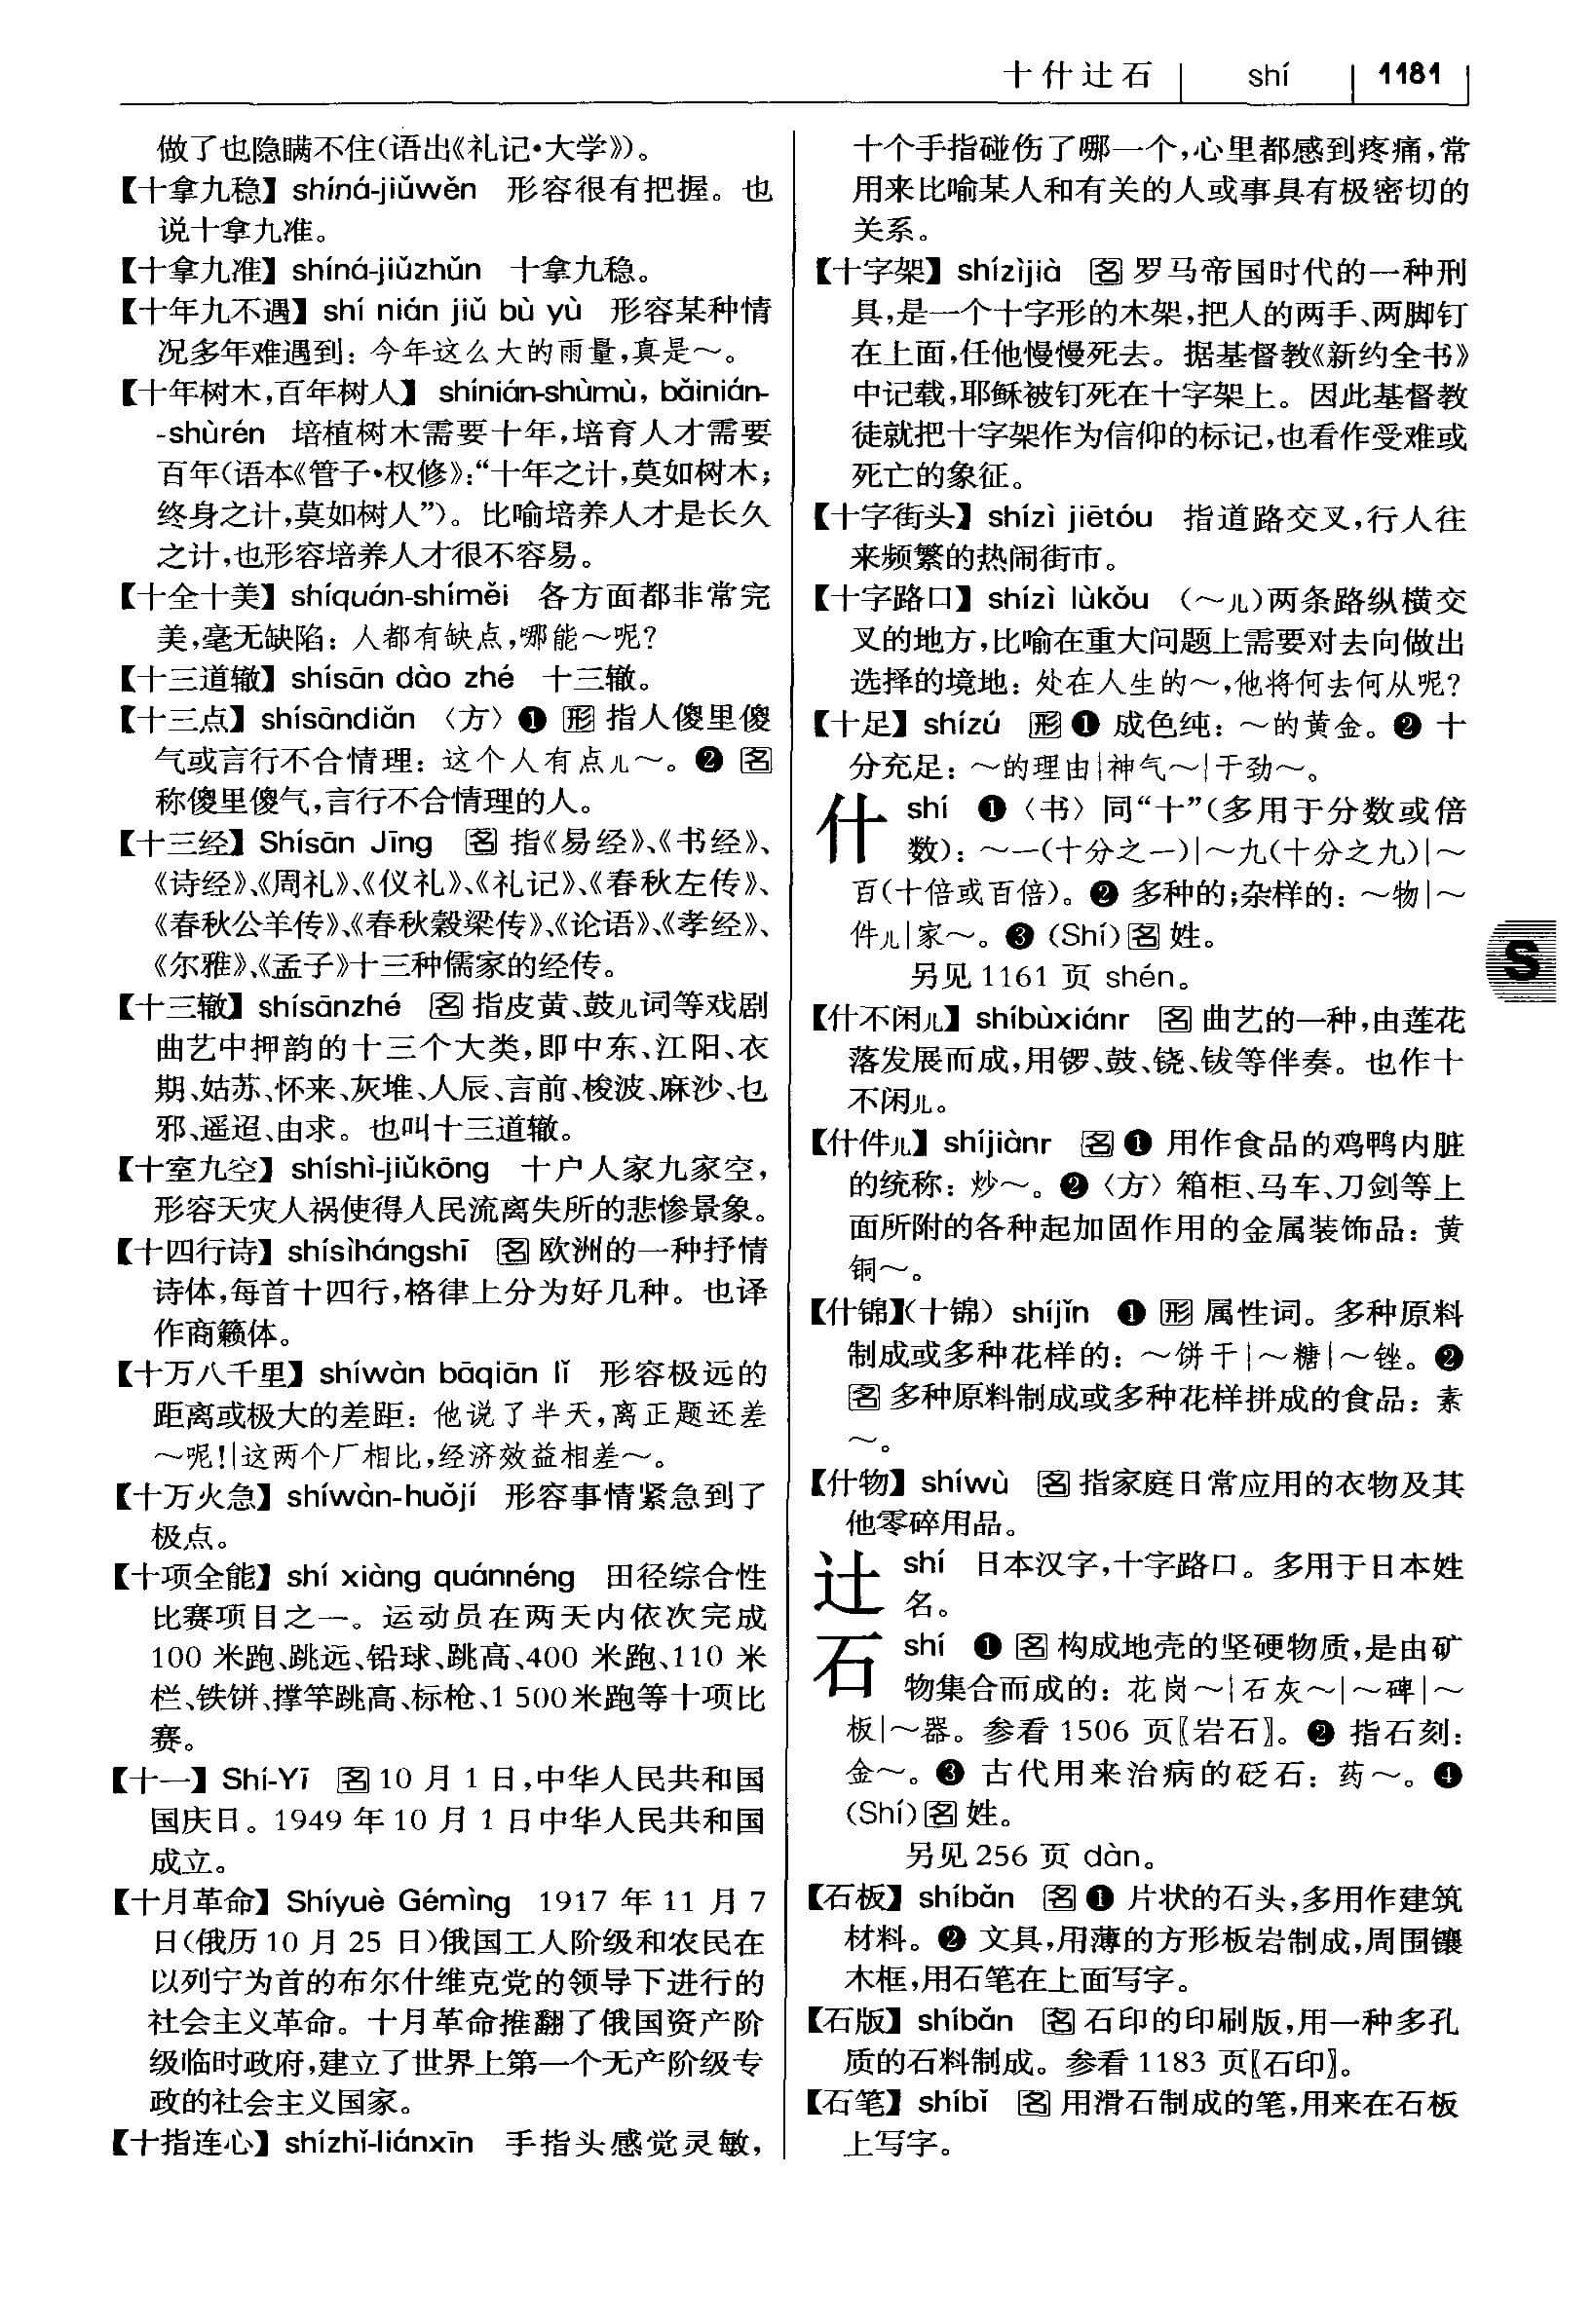 十什辻石 shí 1181
做了也隐瞒不住(语出《礼记·大学》)。
【十拿九稳】 shíná-jiǔwěn 形容很有把握。也
说十拿九准。
【十拿九准】 shíná-jiǔzhǔn 十拿九稳。
【十年九不遇】 shí nián jiǔ bù yù 形容某种情
况多年难遇到：今年这么大的雨量,真是～。
【十年树木,百年树人】 shínián-shùmù, bǎinián-
-shùrén 培植树木需要十年,培育人才需要
百年(语本《管子·权修》:“十年之计,莫如树木；
终身之计,莫如树人”)。比喻培养人才是长久
之计,也形容培养人才很不容易。
【十全十美】 shíquán-shíměi 各方面都非常完
美,毫无缺陷：人都有缺点,哪能～呢?
【十三道辙】 shísān dào zhé 十三辙。
【十三点】 shísāndiǎn 〈方〉❶ 形 指人傻里傻
气或言行不合情理：这个人有点儿～。❷ 名
称傻里傻气,言行不合情理的人。
【十三经】 Shísān Jīng 名 指《易经》、《书经》、
《诗经》、《周礼》、《仪礼》、《礼记》、《春秋左传》、
《春秋公羊传》、《春秋穀梁传》、《论语》、《孝经》、
《尔雅》、《孟子》十三种儒家的经传。
【十三辙】 shísānzhé 名 指皮黄、鼓儿词等戏剧
曲艺中押韵的十三个大类,即中东、江阳、衣
期、姑苏、怀来、灰堆、人辰、言前、梭波、麻沙、乜
邪、遥迢、由求。也叫十三道辙。
【十室九空】 shíshì-jiǔkōng 十户人家九家空,
形容天灾人祸使得人民流离失所的悲惨景象。
【十四行诗】 shísìhángshī 名 欧洲的一种抒情
诗体,每首十四行,格律上分为好几种。也译
作商籁体。
【十万八千里】 shíwàn bāqiān lǐ 形容极远的
距离或极大的差距：他说了半天,离正题还差
～呢!|这两个厂相比,经济效益相差～。
【十万火急】 shíwàn-huǒjí 形容事情紧急到了
极点。
【十项全能】 shí xiàng quánnéng 田径综合性
比赛项目之一。运动员在两天内依次完成
100 米跑、跳远、铅球、跳高、400 米跑、110 米
栏、铁饼、撑竿跳高、标枪、1 500米跑等十项比
赛。
【十一】 Shí-Yī 名 10 月 1 日,中华人民共和国
国庆日。1949 年 10 月 1 日中华人民共和国
成立。
【十月革命】 Shíyuè Gémìng 1917 年 11 月 7
日(俄历 10 月 25 日)俄国工人阶级和农民在
以列宁为首的布尔什维克党的领导下进行的
社会主义革命。十月革命推翻了俄国资产阶
级临时政府,建立了世界上第一个无产阶级专
政的社会主义国家。
【十指连心】 shízhǐ-liánxīn 手指头感觉灵敏,
十个手指碰伤了哪一个,心里都感到疼痛,常
用来比喻某人和有关的人或事具有极密切的
关系。
【十字架】 shízìjià 名 罗马帝国时代的一种刑
具,是一个十字形的木架,把人的两手、两脚钉
在上面,任他慢慢死去。据基督教《新约全书》
中记载,耶稣被钉死在十字架上。因此基督教
徒就把十字架作为信仰的标记,也看作受难或
死亡的象征。
【十字街头】 shízì jiētóu 指道路交叉,行人往
来频繁的热闹街市。
【十字路口】 shízì lùkǒu (～儿)两条路纵横交
叉的地方,比喻在重大问题上需要对去向做出
选择的境地：处在人生的～,他将何去何从呢?
【十足】 shízú 形 ❶ 成色纯：～的黄金。❷ 十
分充足：～的理由|神气～|干劲～。
什 shí ❶〈书〉同“十”(多用于分数或倍
数)：～一(十分之一)|～九(十分之九)|～
百(十倍或百倍)。❷ 多种的;杂样的：～物|～
件儿|家～。❸ (Shí) 名 姓。
另见 1161 页 shén。
【什不闲儿】 shíbùxiánr 名 曲艺的一种,由莲花
落发展而成,用锣、鼓、铙、钹等伴奏。也作十
不闲儿。
【什件儿】 shíjiànr 名 ❶ 用作食品的鸡鸭内脏
的统称：炒～。❷〈方〉箱柜、马车、刀剑等上
面所附的各种起加固作用的金属装饰品：黄
铜～。
【什锦】(十锦) shíjǐn ❶ 形 属性词。多种原料
制成或多种花样的：～饼干|～糖|～锉。❷
名 多种原料制成或多种花样拼成的食品：素
～。
【什物】 shíwù 名 指家庭日常应用的衣物及其
他零碎用品。
辻 shí 日本汉字,十字路口。多用于日本姓
名。
石 shí ❶ 名 构成地壳的坚硬物质,是由矿
物集合而成的：花岗～|石灰～|～碑|～
板|～器。参看 1506 页〖岩石〗。❷ 指石刻：
金～。❸ 古代用来治病的砭石：药～。❹
(Shí) 名 姓。
另见 256 页 dàn。
【石板】 shíbǎn 名 ❶ 片状的石头,多用作建筑
材料。❷ 文具,用薄的方形板岩制成,周围镶
木框,用石笔在上面写字。
【石版】 shíbǎn 名 石印的印刷版,用一种多孔
质的石料制成。参看 1183 页〖石印〗。
【石笔】 shíbǐ 名 用滑石制成的笔,用来在石板
上写字。
S